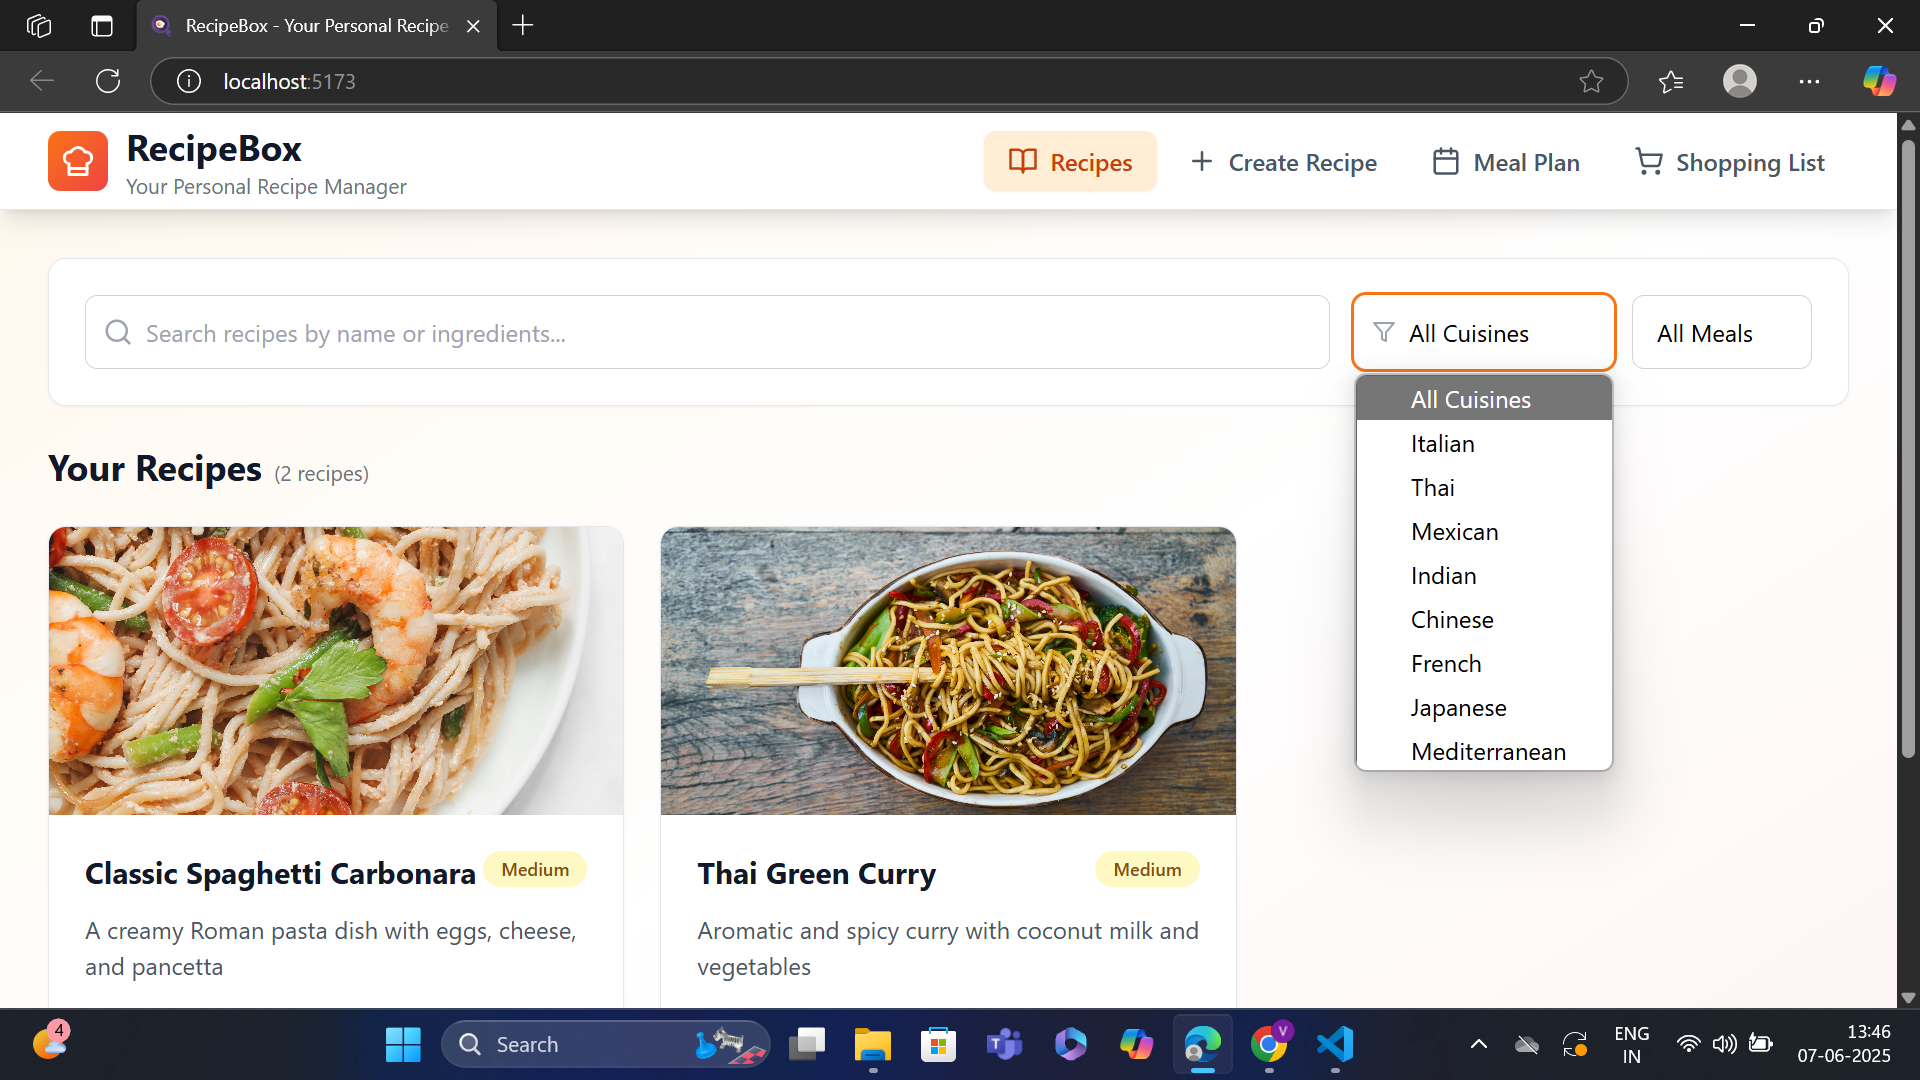 RecipeBox - Your Personal Recipe
localhost:5173
RecipeBox
Your Personal Recipe Manager
Recipes
Create Recipe
Meal Plan
Shopping List
Search recipes by name or ingredients...
All Cuisines
All Meals
All Cuisines
Italian
Thai
Mexican
Indian
Chinese
French
Japanese
Mediterranean
Your Recipes (2 recipes)
Classic Spaghetti Carbonara
Medium
A creamy Roman pasta dish with eggs, cheese,
and pancetta
Thai Green Curry
Medium
Aromatic and spicy curry with coconut milk and
vegetables
4
Search
V
ENG
IN
13:46
07-06-2025